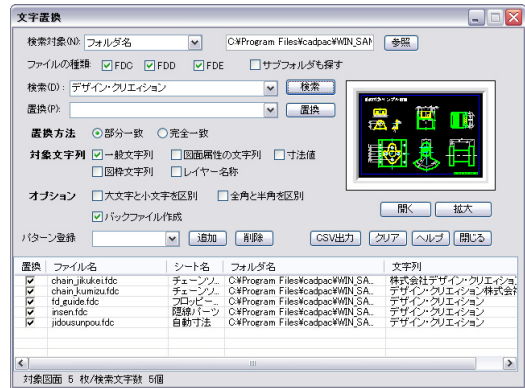 文字置換
検索対象(N): フォルダ名 C:¥Program Files¥cadpac¥WIN_SAN 参照
ファイルの種類: FDC FDD FDE サブフォルダも探す
検索(D): デザイン・クリエィション 検索
置換(P): 置換
置換方法 部分一致 完全一致
対象文字列 一般文字列 図面属性の文字列 寸法値
図枠文字列 レイヤー名称
オプション 大文字と小文字を区別 全角と半角を区別
バックファイル作成
開く 拡大
パターン登録 追加 削除 CSV出力 クリア ヘルプ 閉じる
置換 ファイル名 シート名 フォルダ名 文字列
chain_jikukei.fdc チェーンソ... C:¥Program Files¥cadpac¥WIN_SA... 株式会社デザイン・クリエィショ
chain_kumizu.fdc チェーンソ... C:¥Program Files¥cadpac¥WIN_SA... デザイン・クリエィション株式会
fd_guide.fdc フロッピー... C:¥Program Files¥cadpac¥WIN_SA... デザイン・クリエィション
insen.fdc 隠線パーツ C:¥Program Files¥cadpac¥WIN_SA... デザイン・クリエィション
jidousunpou.fdc 自動寸法 C:¥Program Files¥cadpac¥WIN_SA... デザイン・クリエィション
対象図面 5 枚/検索文字数 5個